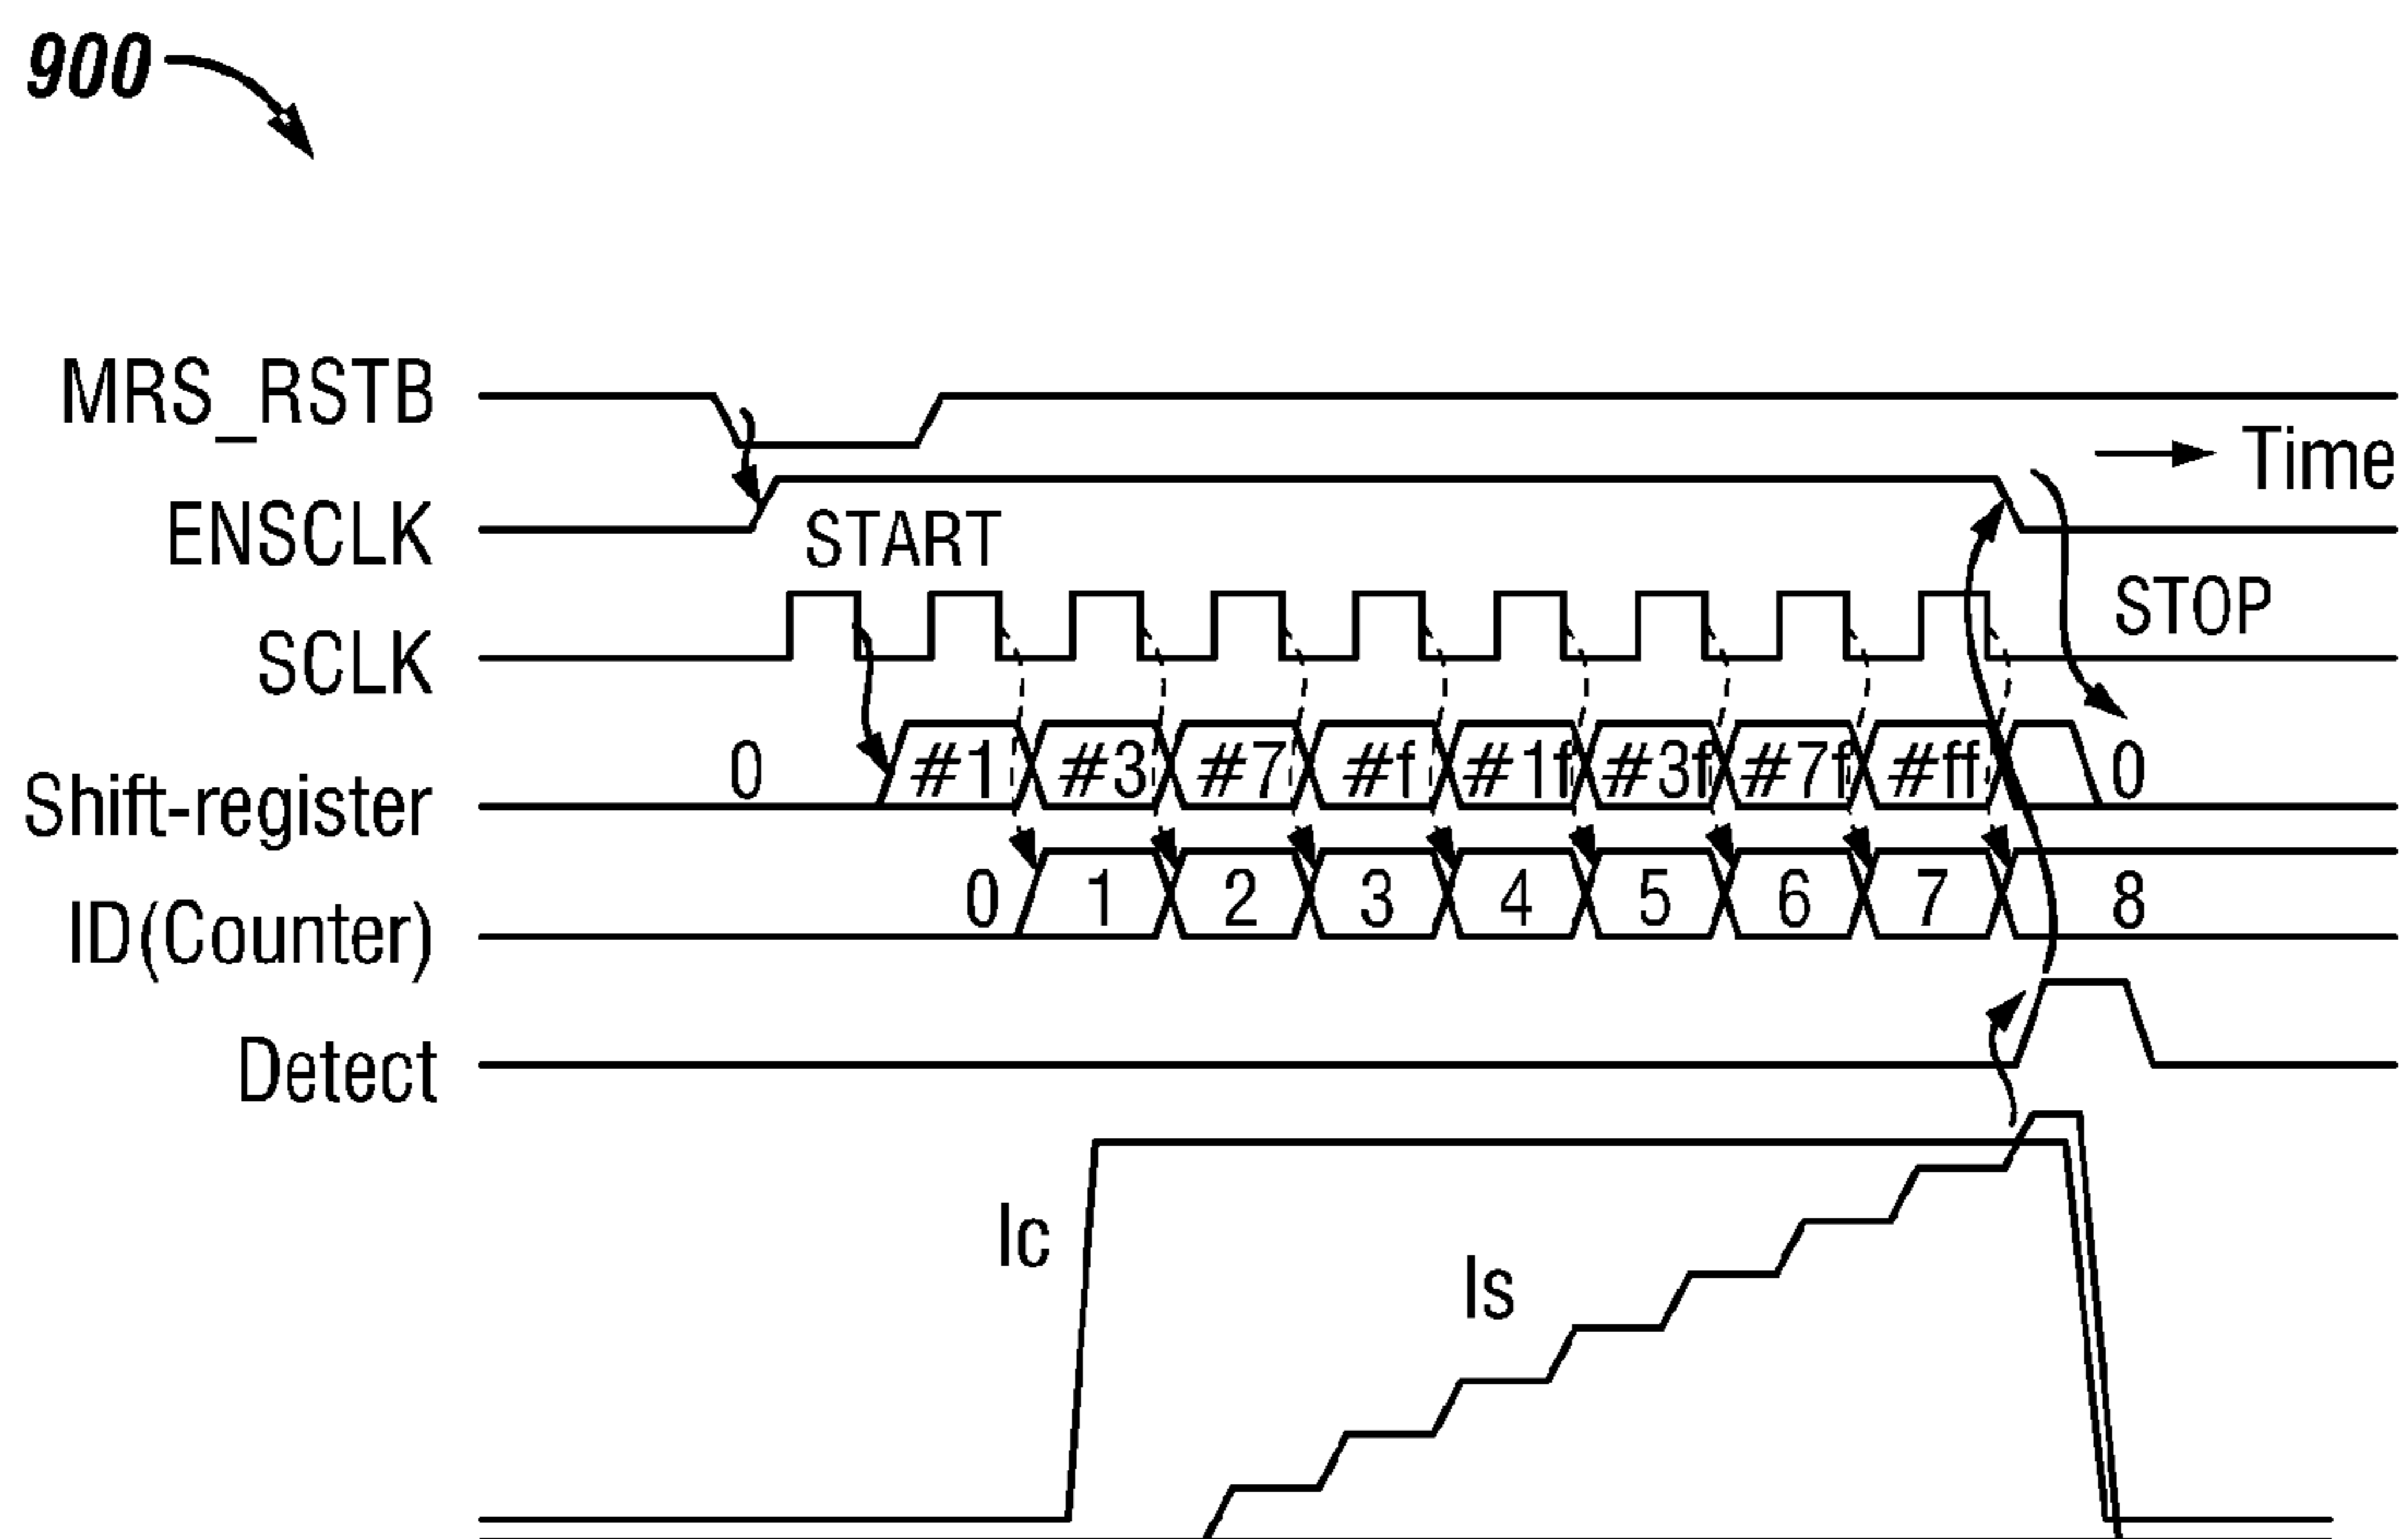 900
MRS_RSTB
Time
ENSCLK
START
SCLK
STOP
Shift-register
0 #1 #3 #7 #f #1f #3f #7f #ff 0
ID(Counter)
0 1 2 3 4 5 6 7 8
Detect
Ic
Is